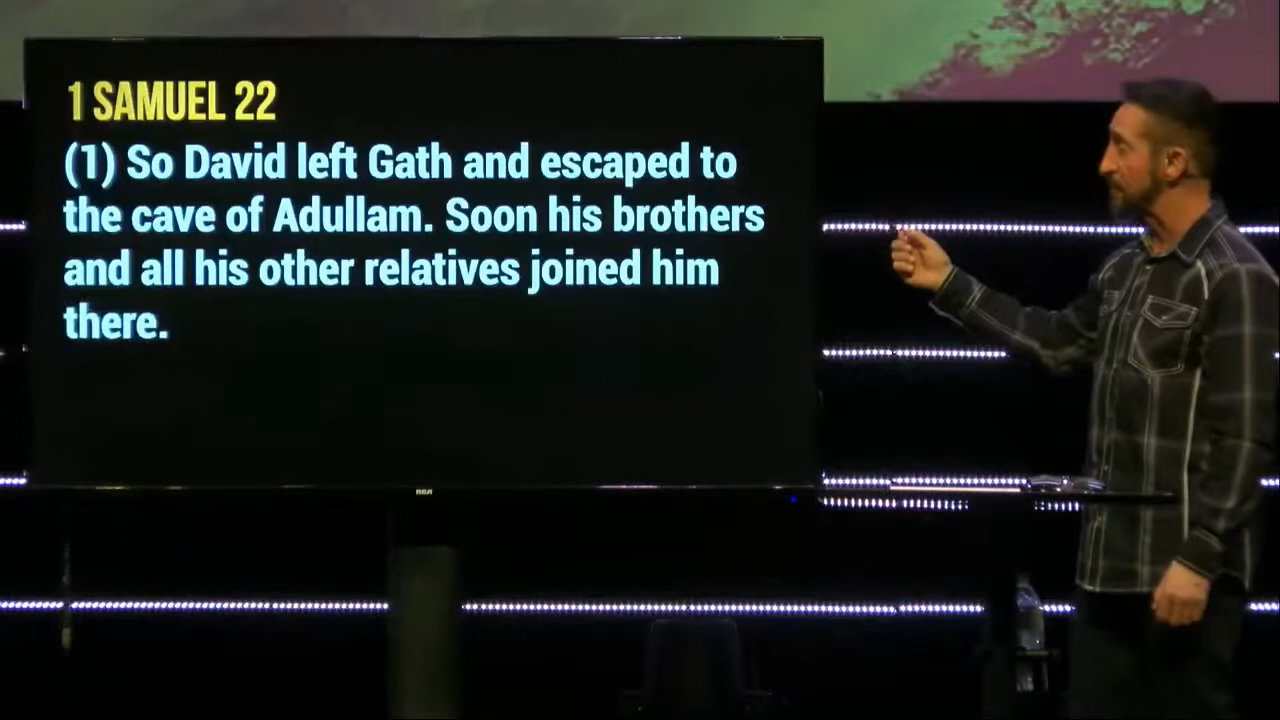 1 SAMUEL 22
(1) So David left Gath and escaped to
the cave of Adullam. Soon his brothers
and all his other relatives joined him
there.
RCA